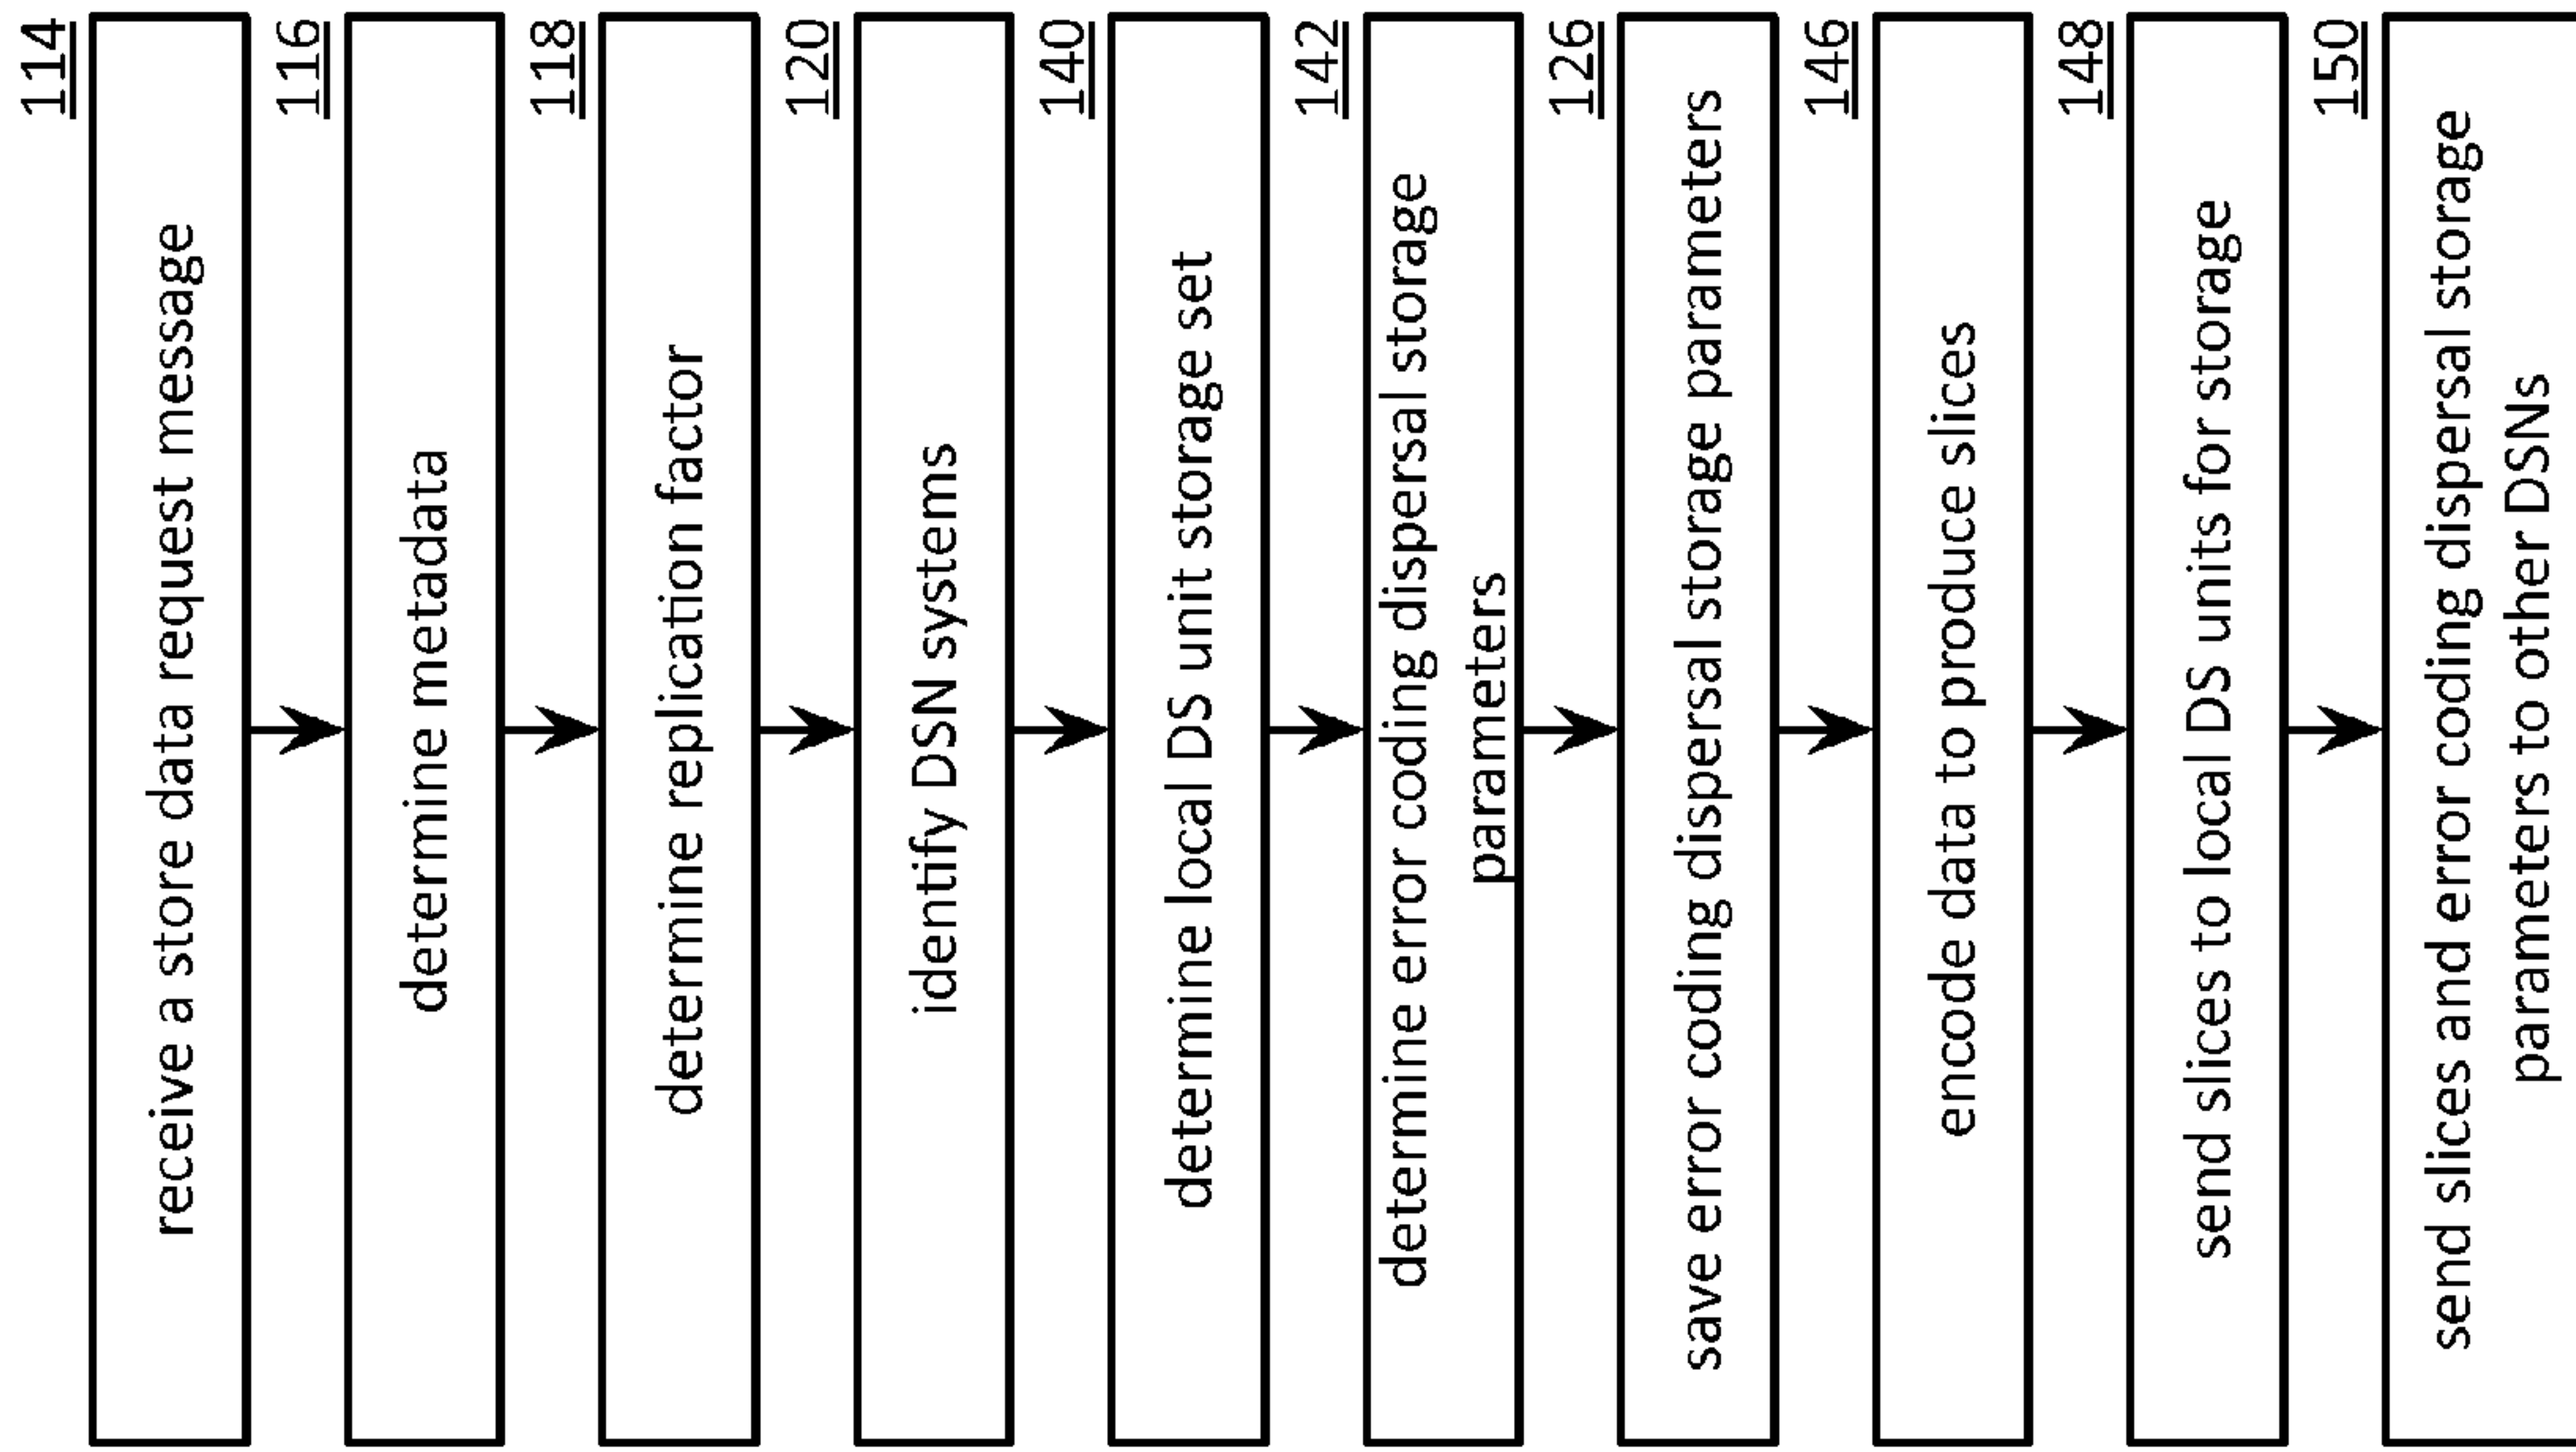 114
receive a store data request message
116
determine metadata
118
determine replication factor
120
identify DSN systems
140
determine local DS unit storage set
142
determine error coding dispersal storage
parameters
126
save error coding dispersal storage parameters
146
encode data to produce slices
148
send slices to local DS units for storage
150
send slices and error coding dispersal storage
parameters to other DSNs